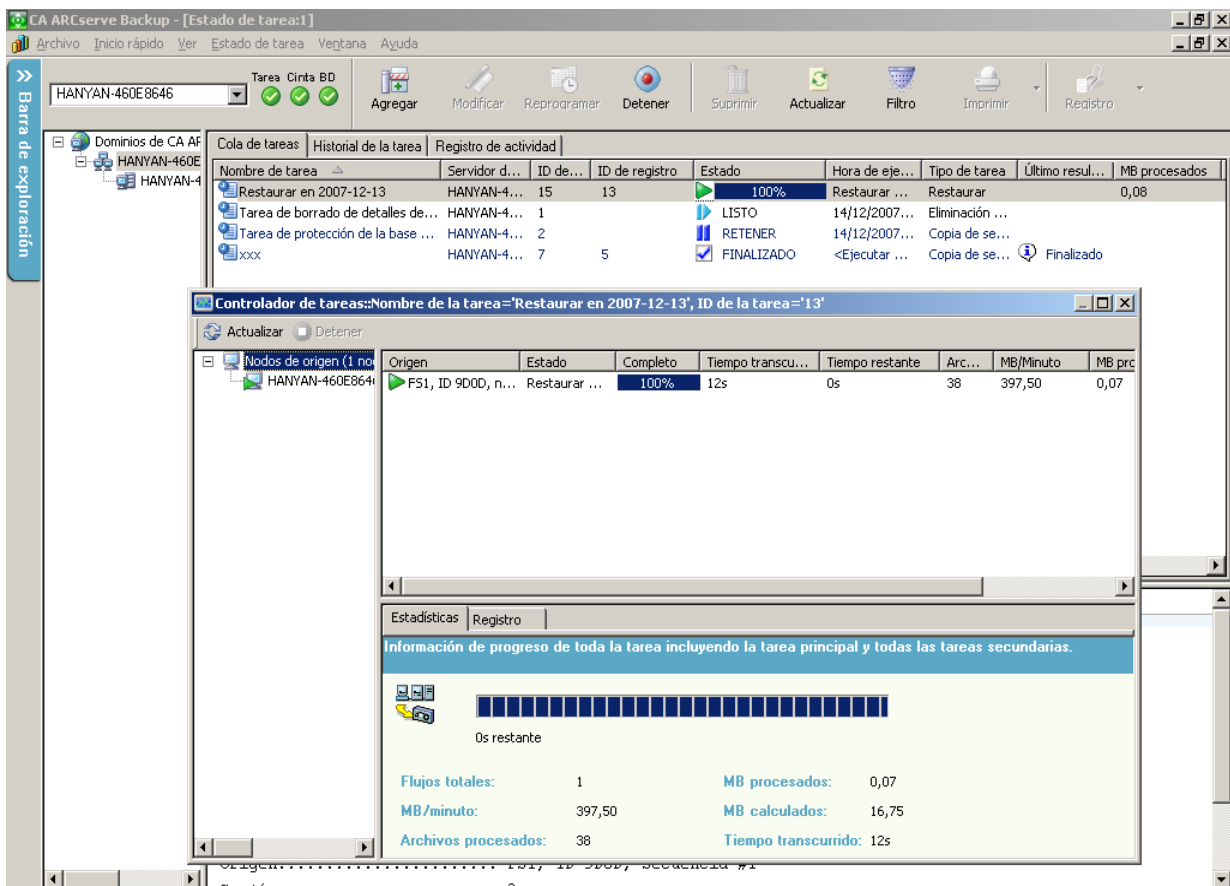 CA ARCserve Backup - [Estado de tarea:1]
Archivo Inicio rápido Ver Estado de tarea Ventana Ayuda
Barra de exploración
HANYAN-460E8646
Tarea Cinta BD
Agregar Modificar Reprogramar Detener Suprimir Actualizar Filtro Imprimir Registro
Dominios de CA AR
HANYAN-460E
HANYAN-4
Cola de tareas Historial de la tarea Registro de actividad
Nombre de tarea Servidor d... ID de... ID de registro Estado Hora de eje... Tipo de tarea Último resul... MB procesados
Restaurar en 2007-12-13 HANYAN-4... 15 13 100% Restaurar ... Restaurar 0,08
Tarea de borrado de detalles de... HANYAN-4... 1 LISTO 14/12/2007... Eliminación ...
Tarea de protección de la base ... HANYAN-4... 2 RETENER 14/12/2007... Copia de se...
xxx HANYAN-4... 7 5 FINALIZADO <Ejecutar ... Copia de se... Finalizado
Controlador de tareas::Nombre de la tarea='Restaurar en 2007-12-13', ID de la tarea='13'
Actualizar Detener
Nodos de origen (1 no
HANYAN-460E864
Origen Estado Completo Tiempo transcu... Tiempo restante Arc... MB/Minuto MB pro
FS1, ID 9D0D, n... Restaurar ... 100% 12s 0s 38 397,50 0,07
Estadísticas Registro
Información de progreso de toda la tarea incluyendo la tarea principal y todas las tareas secundarias.
0s restante
Flujos totales: 1 MB procesados: 0,07
MB/minuto: 397,50 MB calculados: 16,75
Archivos procesados: 38 Tiempo transcurrido: 12s
Origen........................ FS1, ID 9D0D, Secuencia #1